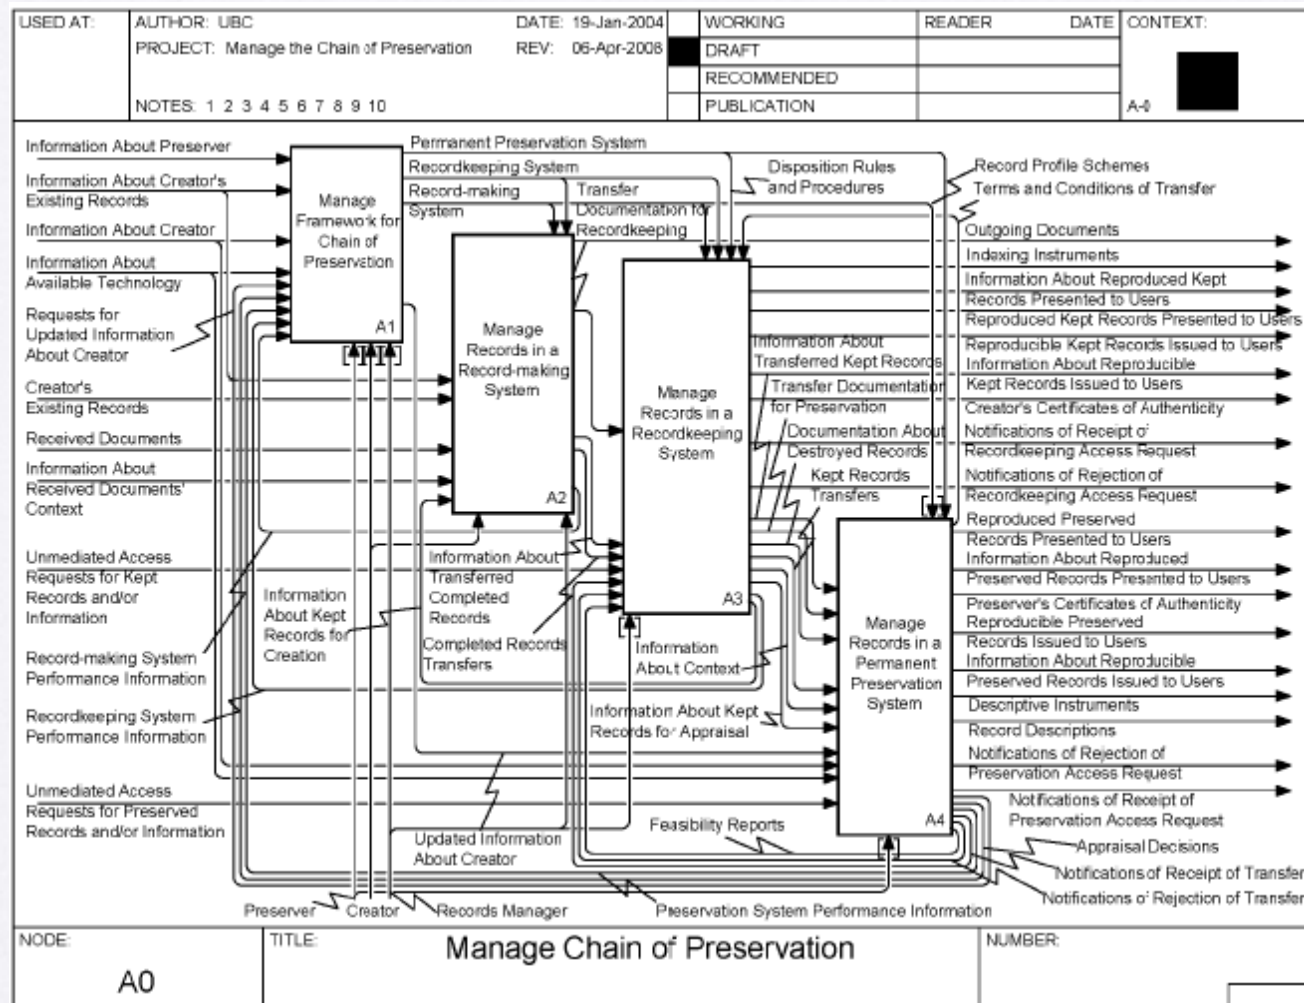 USED AT:
AUTHOR: UBC
DATE: 19-Jan-2004
PROJECT: Manage the Chain of Preservation
REV: 06-Apr-2008
NOTES: 1 2 3 4 5 6 7 8 9 10
WORKING
DRAFT
RECOMMENDED
PUBLICATION
READER
DATE
CONTEXT:
A-0
Information About Preserver
Information About Creator's
Existing Records
Information About Creator
Information About
Available Technology
Requests for
Updated Information
About Creator
Creator's
Existing Records
Received Documents
Information About
Received Documents'
Context
Unmediated Access
Requests for Kept
Records and/or
Information
Record-making System
Performance Information
Recordkeeping System
Performance Information
Unmediated Access
Requests for Preserved
Records and/or Information
Manage
Framework for
Chain of
Preservation
A1
Permanent Preservation System
Recordkeeping System
Record-making
System
Transfer
Documentation for
Recordkeeping
Disposition Rules
and Procedures
Record Profile Schemes
Terms and Conditions of Transfer
Manage
Records in a
Record-making
System
A2
Manage
Records in a
Recordkeeping
System
A3
Manage
Records in a
Permanent
Preservation
System
A4
Information About
Transferred Kept Records
Transfer Documentation
for Preservation
Documentation About
Destroyed Records
Kept Records
Transfers
Information
About Kept
Records for
Creation
Information About
Transferred
Completed
Records
Completed Records
Transfers
Information
About Context
Information About Kept
Records for Appraisal
Updated Information
About Creator
Feasibility Reports
Outgoing Documents
Indexing Instruments
Information About Reproduced Kept
Records Presented to Users
Reproduced Kept Records Presented to Users
Reproducible Kept Records Issued to Users
Information About Reproducible
Kept Records Issued to Users
Creator's Certificates of Authenticity
Notifications of Receipt of
Recordkeeping Access Request
Notifications of Rejection of
Recordkeeping Access Request
Reproduced Preserved
Records Presented to Users
Information About Reproduced
Preserved Records Presented to Users
Preserver's Certificates of Authenticity
Reproducible Preserved
Records Issued to Users
Information About Reproducible
Preserved Records Issued to Users
Descriptive Instruments
Record Descriptions
Notifications of Rejection of
Preservation Access Request
Notifications of Receipt of
Preservation Access Request
Appraisal Decisions
Notifications of Receipt of Transfer
Notifications of Rejection of Transfer
Preserver
Creator
Records Manager
Preservation System Performance Information
NODE:
A0
TITLE:
Manage Chain of Preservation
NUMBER: